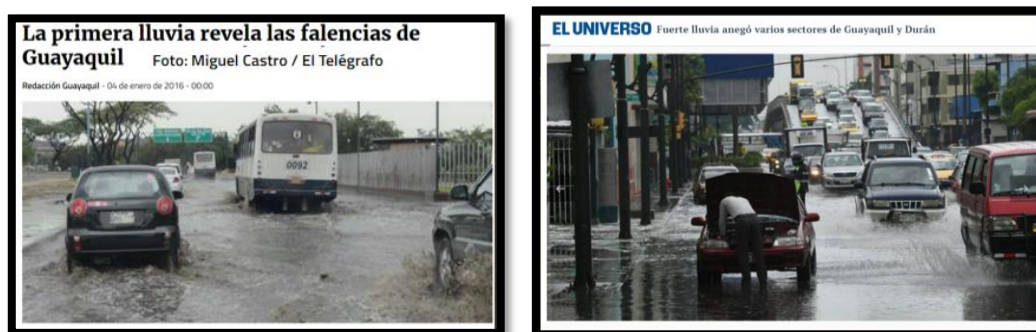 La primera lluvia revela las falencias de
Guayaquil
Foto: Miguel Castro / El Telégrafo
Redacción Guayaquil - 04 de enero de 2016 - 00:00
0092
EL UNIVERSO Fuerte lluvia anegó varios sectores de Guayaquil y Durán